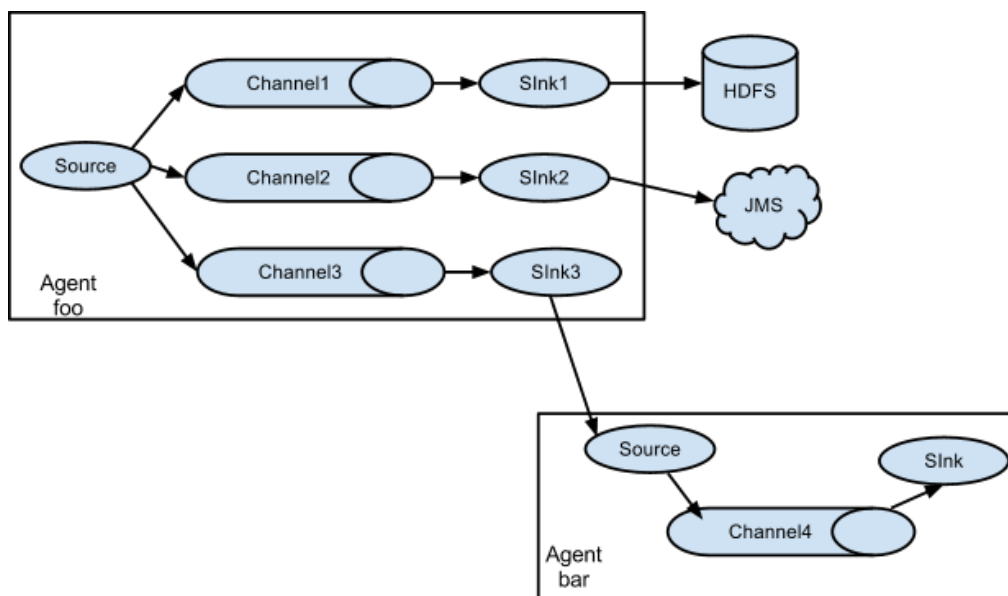 Channel1
SInk1
HDFS
Source
Channel2
SInk2
JMS
Channel3
SInk3
Agent
foo
Source
SInk
Channel4
Agent
bar